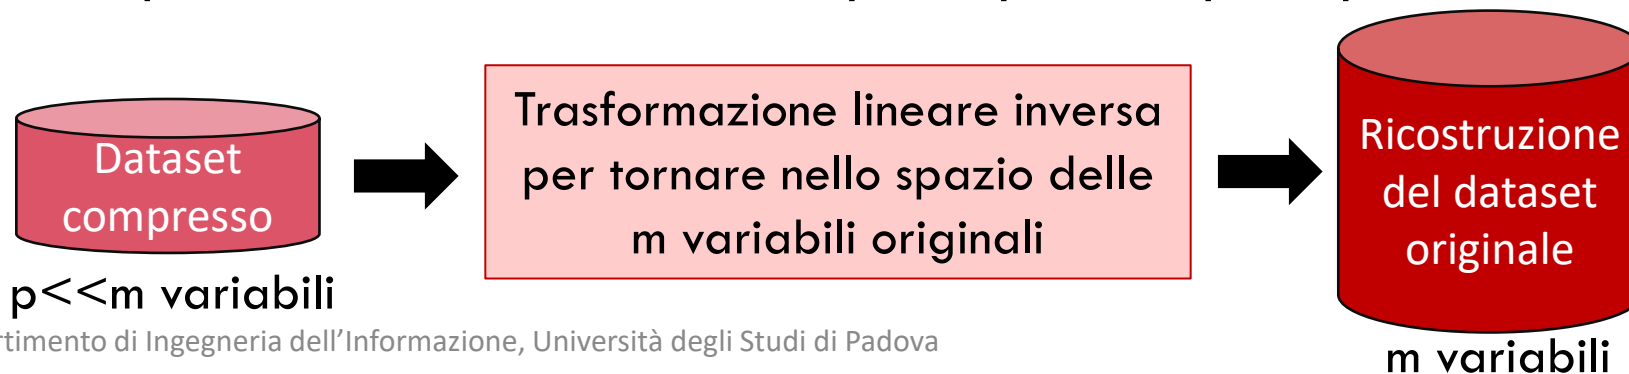 Dataset
compresso
p<<m variabili
Trasformazione lineare inversa
per tornare nello spazio delle
m variabili originali
Ricostruzione
del dataset
originale
m variabili
rtimento di Ingegneria dell’Informazione, Università degli Studi di Padova